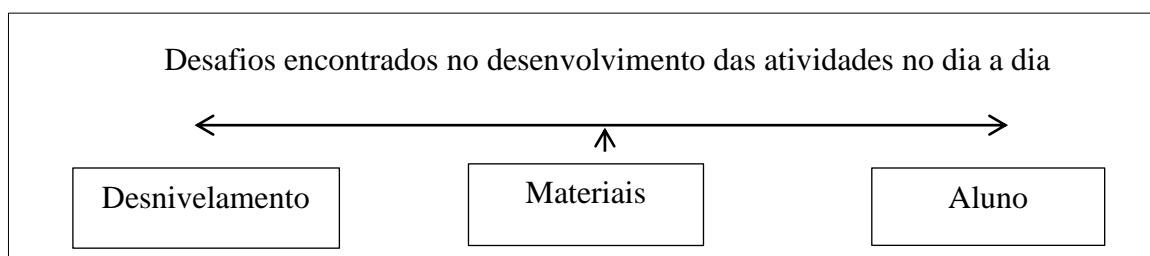 Desafios encontrados no desenvolvimento das atividades no dia a dia
Desnivelamento
Materiais
Aluno